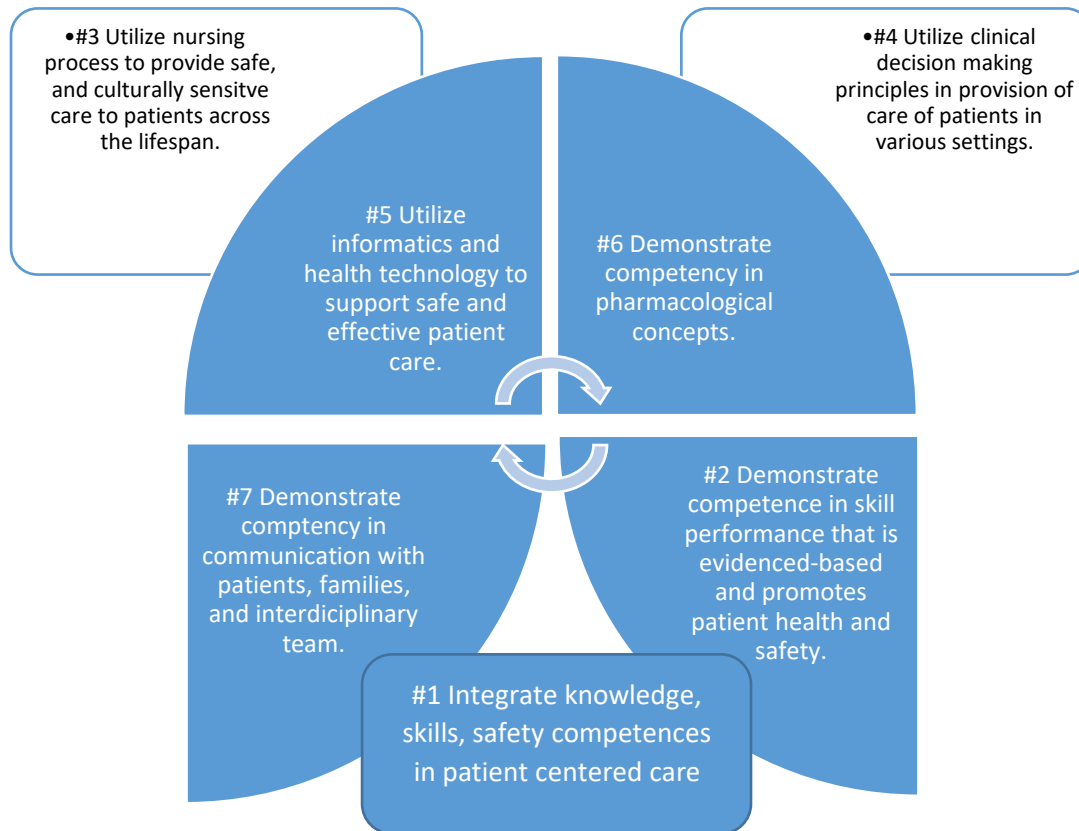 •#3 Utilize nursing
process to provide safe,
and culturally sensitve
care to patients across
the lifespan.
•#4 Utilize clinical
decision making
principles in provision of
care of patients in
various settings.
#5 Utilize
informatics and
health technology to
support safe and
effective patient
care.
#6 Demonstrate
competency in
pharmacological
concepts.
#7 Demonstrate
comptency in
communication with
patients, families,
and interdiciplinary
team.
#2 Demonstrate
competence in skill
performance that is
evidenced-based
and promotes
patient health and
safety.
#1 Integrate knowledge,
skills, safety competences
in patient centered care